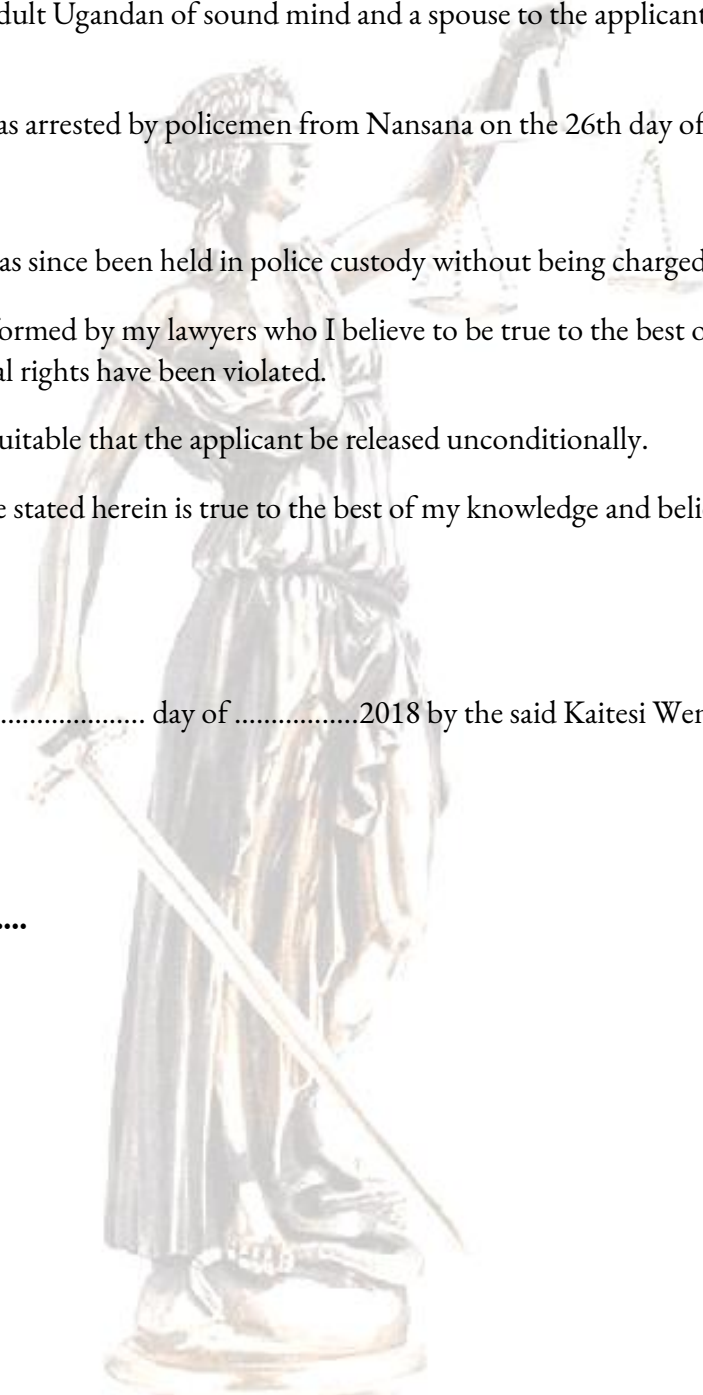 dult Ugandan of sound mind and a spouse to the applicant
as arrested by policemen from Nansana on the 26th day of
as since been held in police custody without being charged
formed by my lawyers who I believe to be true to the best o
al rights have been violated.
uitable that the applicant be released unconditionally.
e stated herein is true to the best of my knowledge and beli
..................... day of .................2018 by the said Kaitesi Wen
....